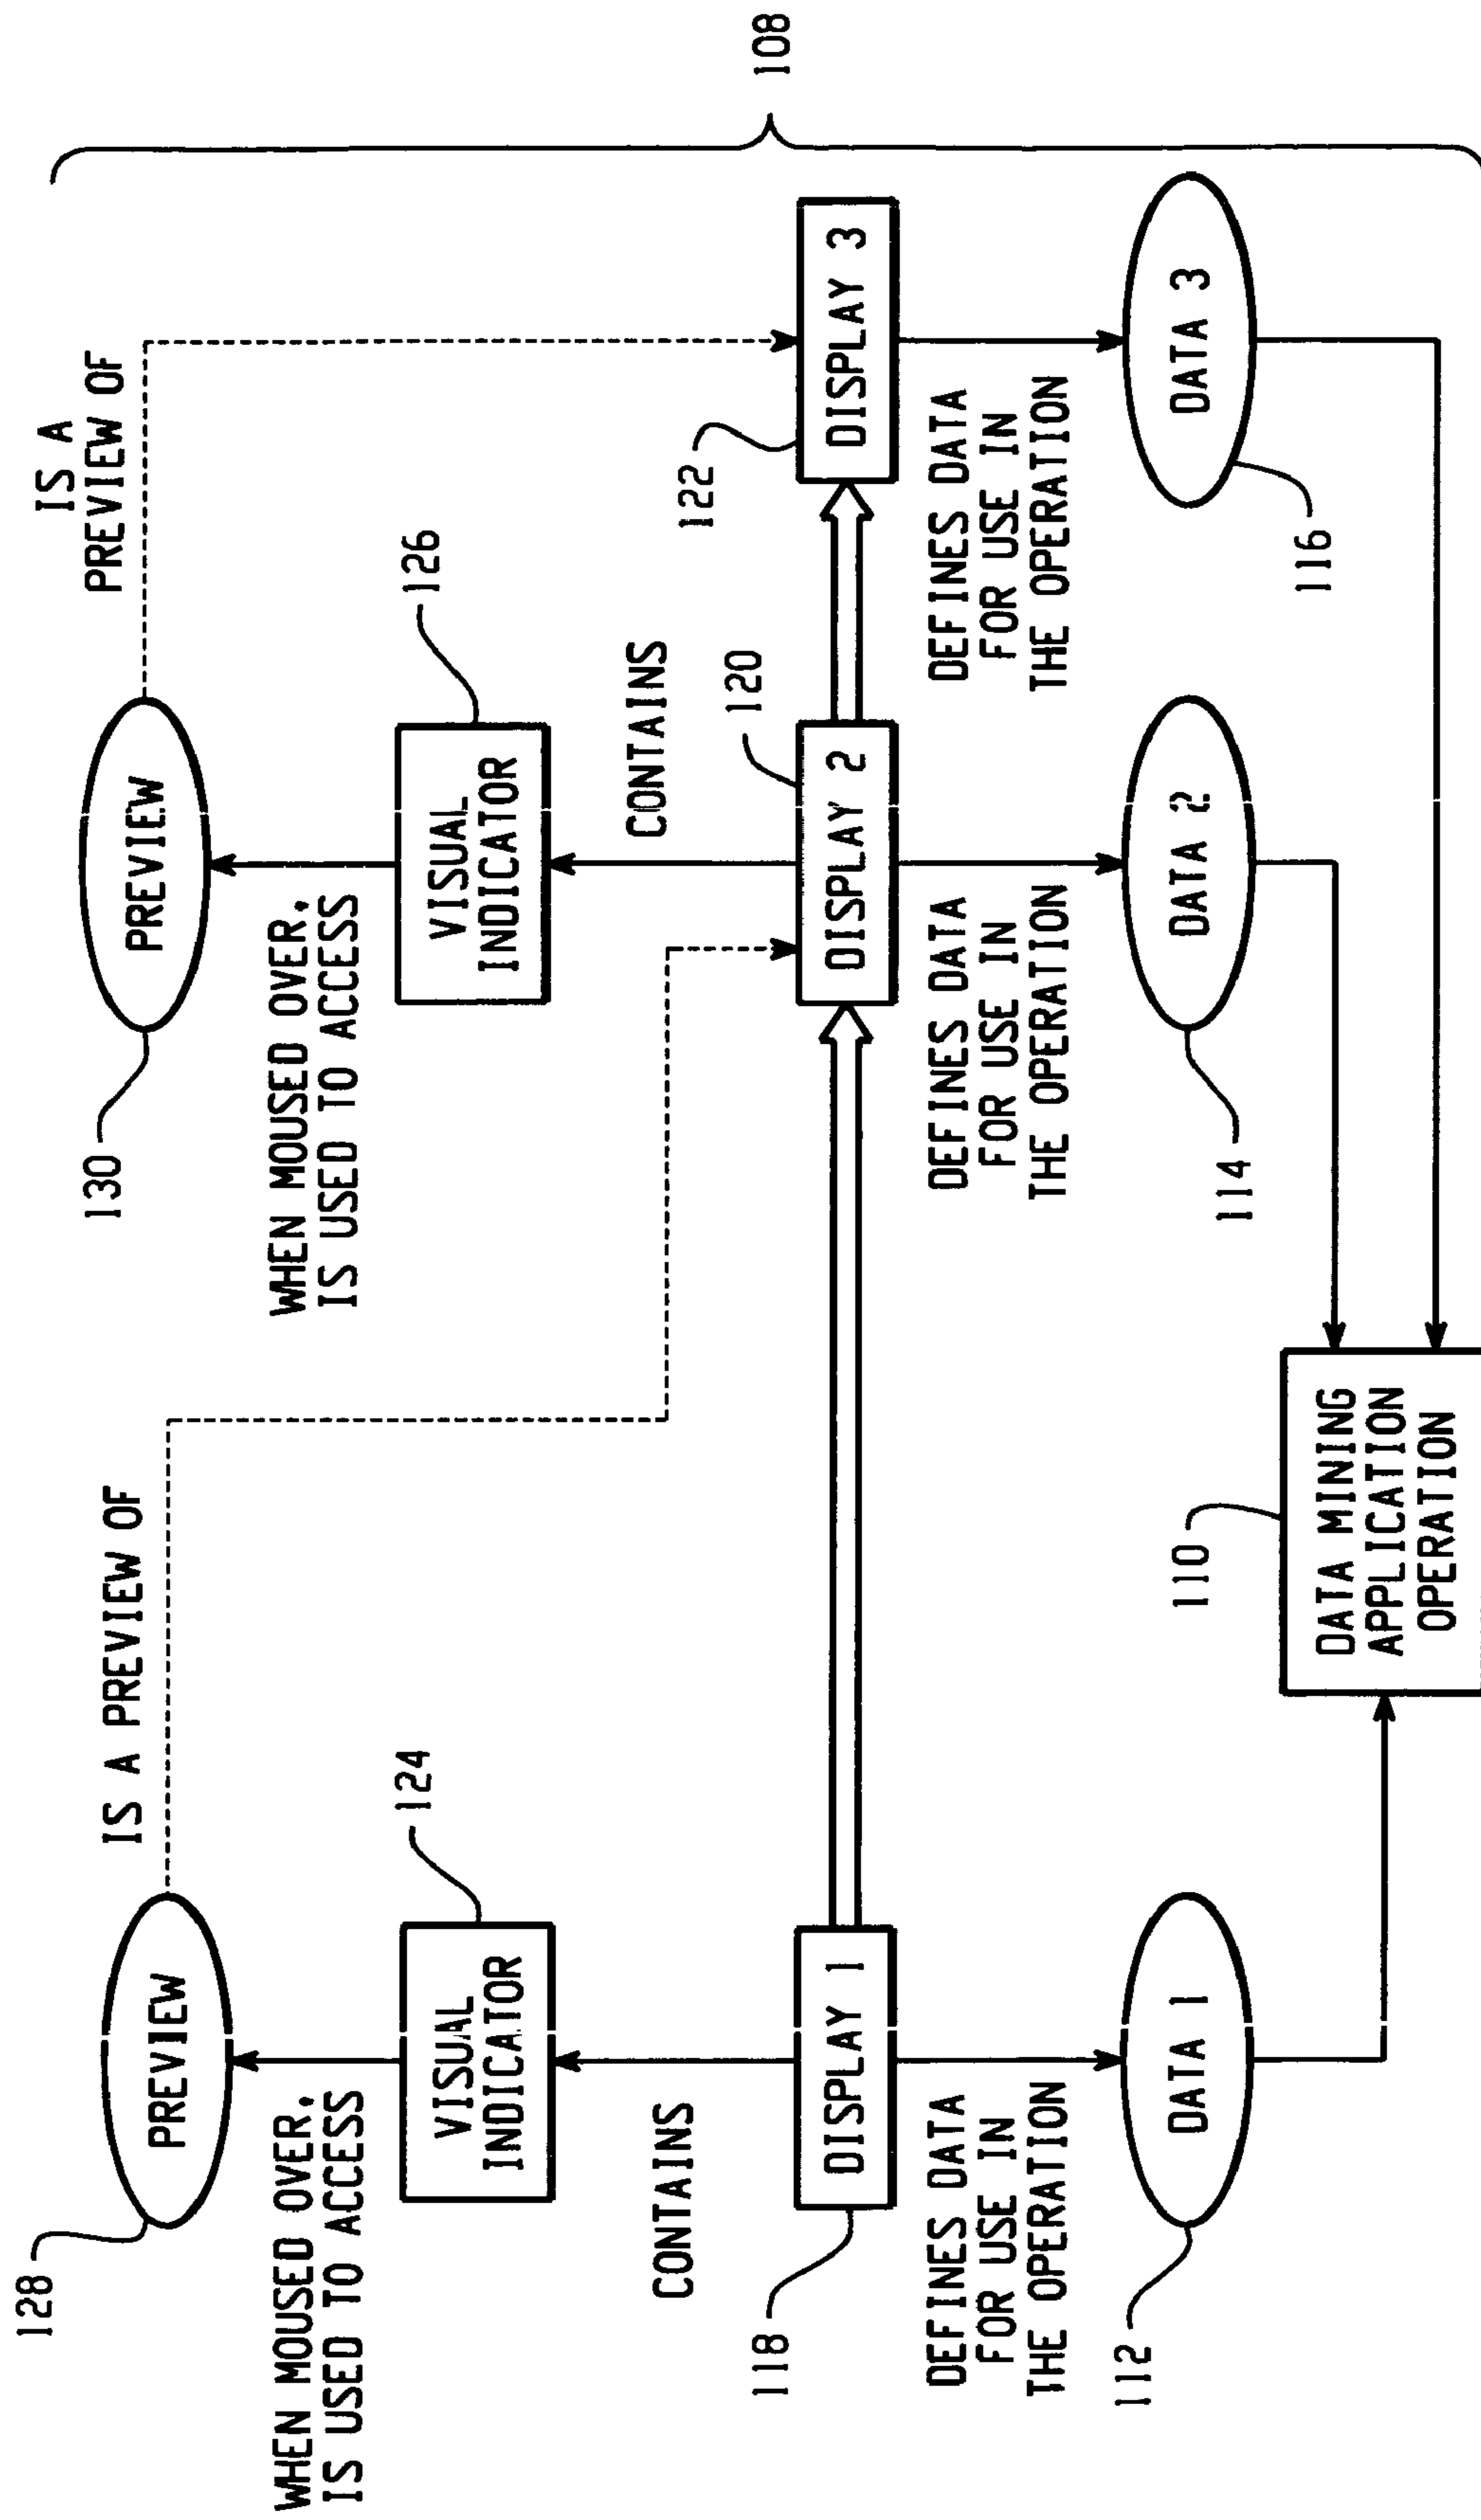 108
IS A
PREVIEW OF
IS A PREVIEW OF
128
PREVIEW
130
PREVIEW
WHEN MOUSED OVER,
IS USED TO ACCESS
WHEN MOUSED OVER,
IS USED TO ACCESS
124
VISUAL
INDICATOR
126
VISUAL
INDICATOR
CONTAINS
CONTAINS
118
DISPLAY 1
120
DISPLAY 2
122
DISPLAY 3
DEFINES DATA
FOR USE IN
THE OPERATION
DEFINES DATA
FOR USE IN
THE OPERATION
DEFINES DATA
FOR USE IN
THE OPERATION
112
DATA 1
114
DATA 2
116
DATA 3
110
DATA MINING
APPLICATION
OPERATION